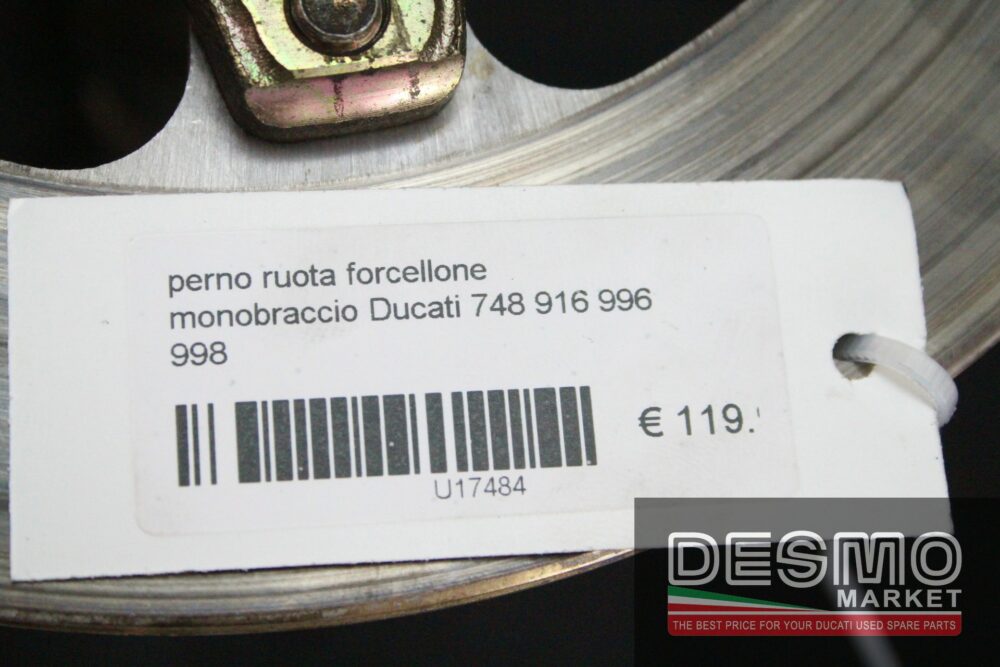 perno ruota forcellone
monobraccio Ducati 748 916 996
998
€ 119.
U17484
DESMO
MARKET
THE BEST PRICE FOR YOUR DUCATI USED SPARE PARTS